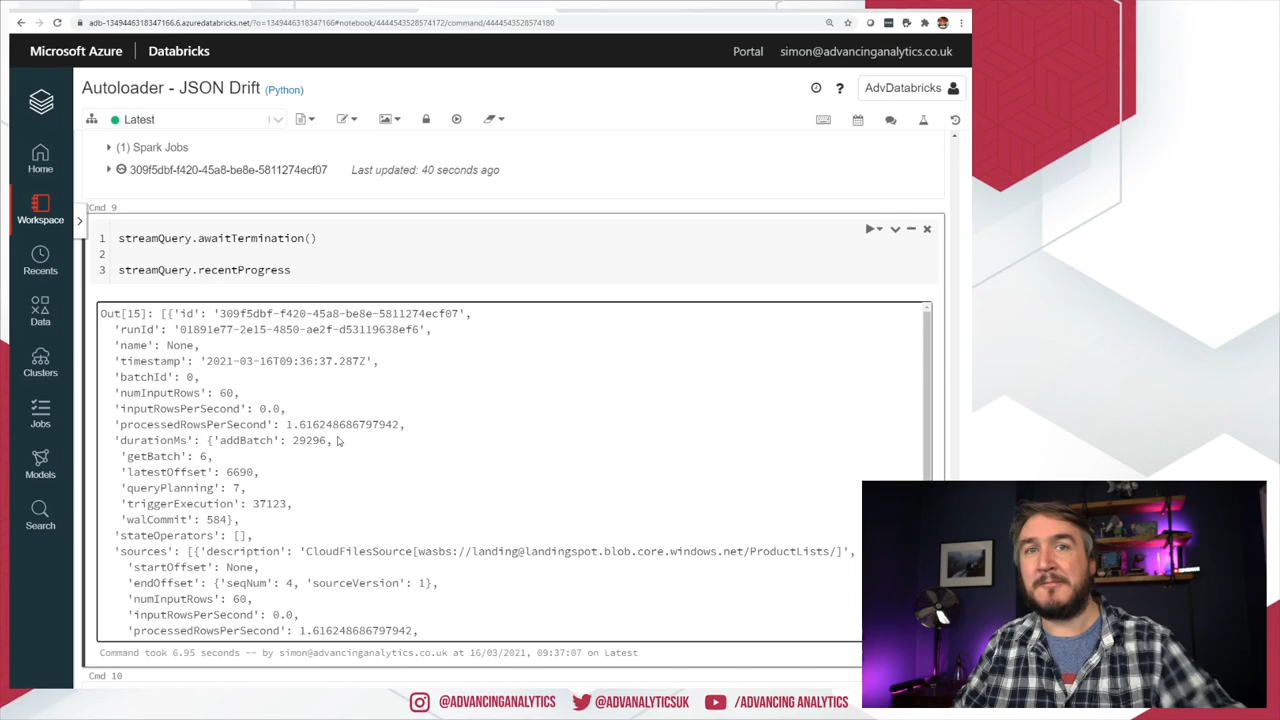 adb-1349446318347166.6.azuredatabricks.net/?o=1349446318347166#notebook/4444543528574172/command/4444543528574180
Microsoft Azure
Databricks
Portal
simon@advancinganalytics.co.uk
Autoloader - JSON Drift (Python)
AdvDatabricks
Latest
Home
Workspace
Recents
Data
Clusters
Jobs
Models
Search
(1) Spark Jobs
309f5dbf-f420-45a8-be8e-5811274ecf07 Last updated: 40 seconds ago
Cmd 9
1 streamQuery.awaitTermination()
2
3 streamQuery.recentProgress
Out[15]: [{'id': '309f5dbf-f420-45a8-be8e-5811274ecf07',
'runId': '01891e77-2e15-4850-ae2f-d53119638ef6',
'name': None,
'timestamp': '2021-03-16T09:36:37.287Z',
'batchId': 0,
'numInputRows': 60,
'inputRowsPerSecond': 0.0,
'processedRowsPerSecond': 1.616248686797942,
'durationMs': {'addBatch': 29296,
'getBatch': 6,
'latestOffset': 6690,
'queryPlanning': 7,
'triggerExecution': 37123,
'walCommit': 584},
'stateOperators': [],
'sources': [{'description': 'CloudFilesSource[wasbs://landing@landingspot.blob.core.windows.net/ProductLists/]',
'startOffset': None,
'endOffset': {'seqNum': 4, 'sourceVersion': 1},
'numInputRows': 60,
'inputRowsPerSecond': 0.0,
'processedRowsPerSecond': 1.616248686797942,
Command took 6.95 seconds -- by simon@advancinganalytics.co.uk at 16/03/2021, 09:37:07 on Latest
Cmd 10
@ADVANCINGANALYTICS
@ADVANALYTICSUK
/ADVANCING ANALYTICS